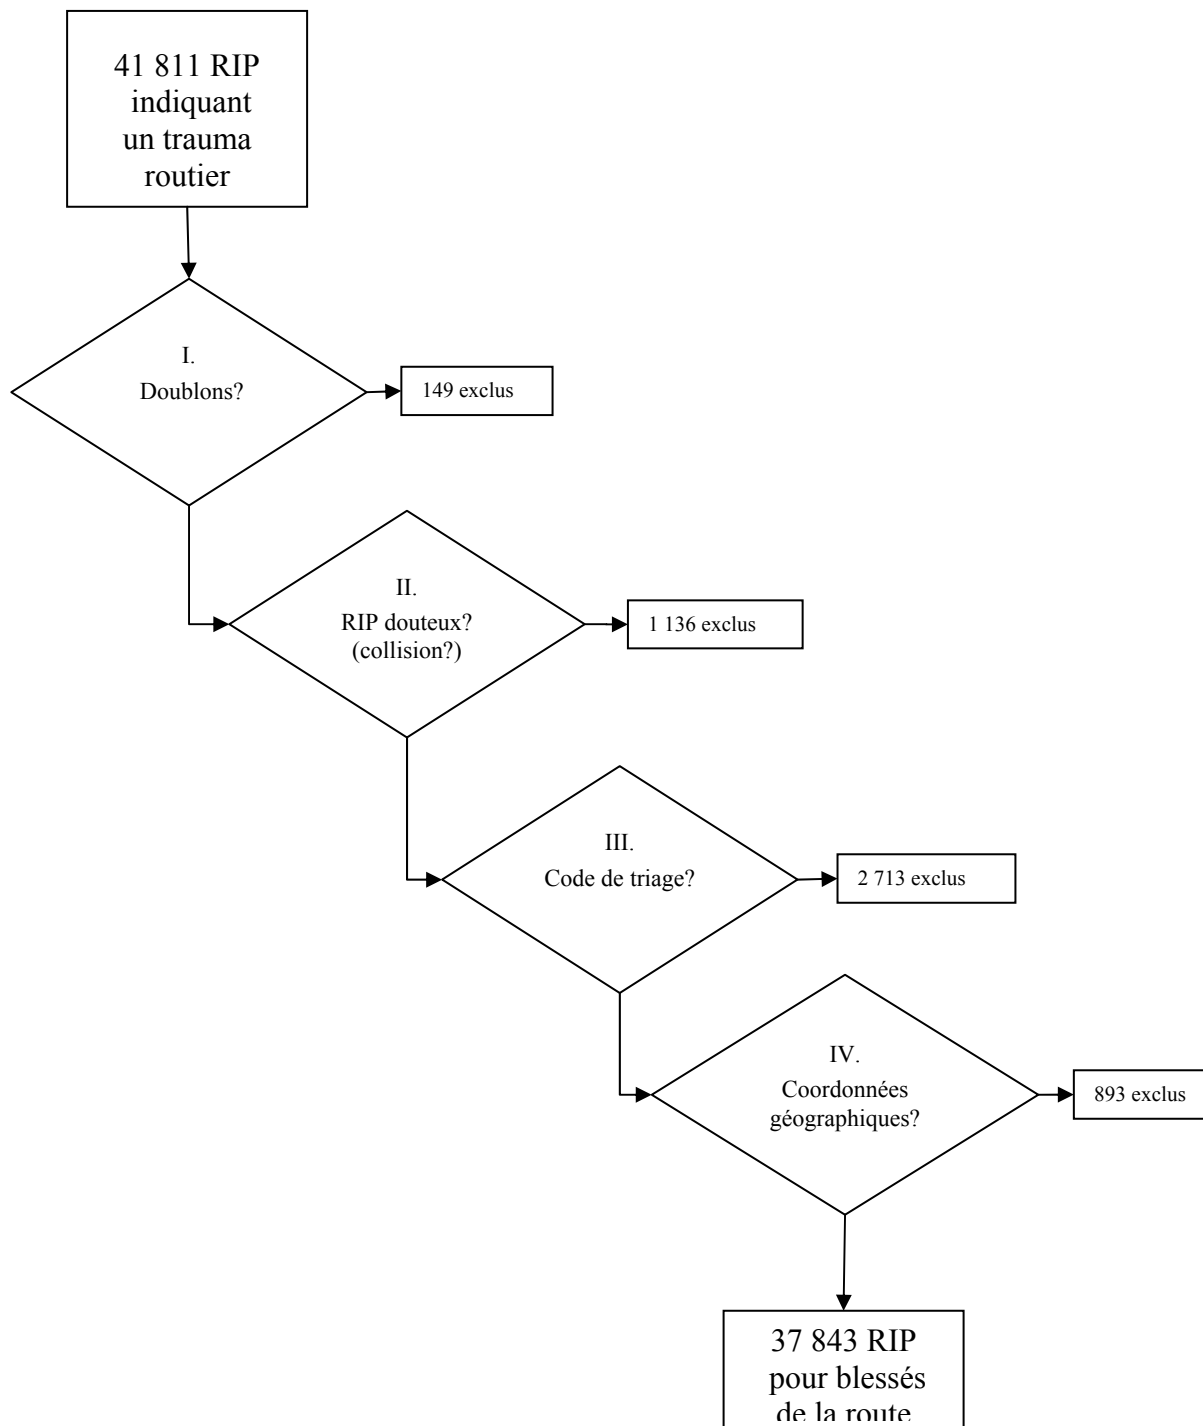 41 811 RIP
indiquant
un trauma
routier
I.
Doublons?
149 exclus
II.
RIP douteux?
(collision?)
1 136 exclus
III.
Code de triage?
2 713 exclus
IV.
Coordonnées
géographiques?
893 exclus
37 843 RIP
pour blessés
de la route